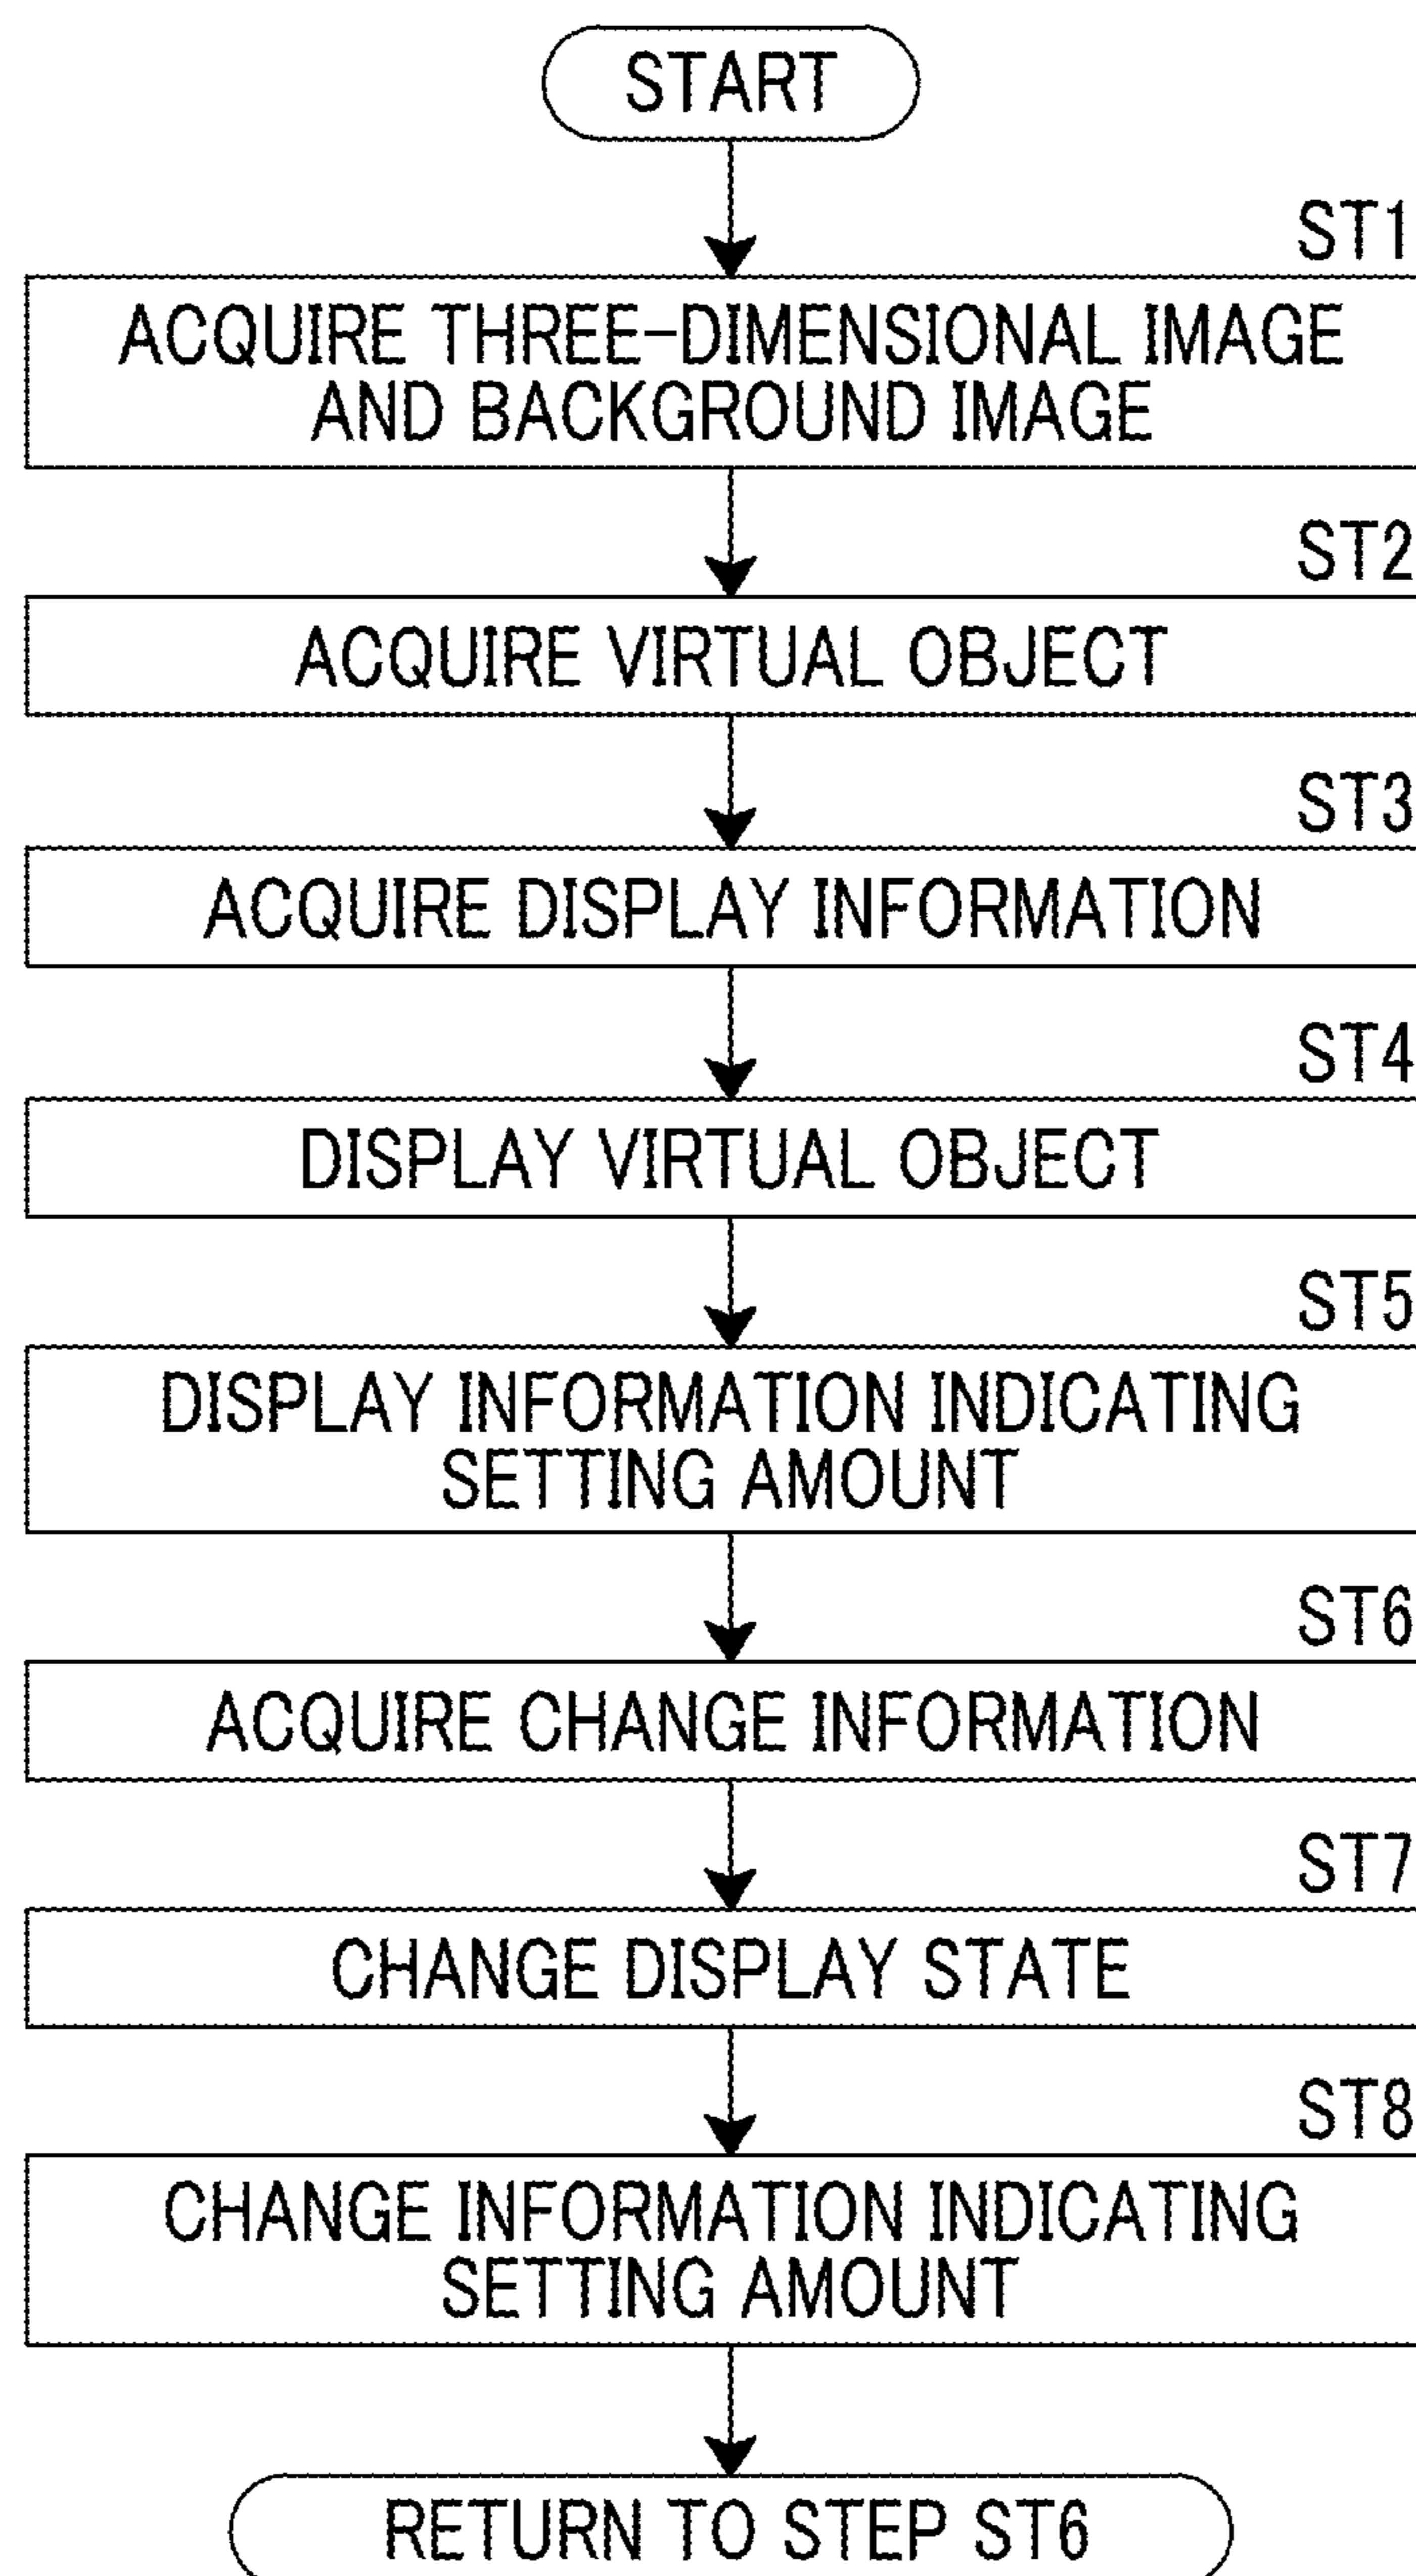 START
ST1
ACQUIRE THREE-DIMENSIONAL IMAGE
AND BACKGROUND IMAGE
ST2
ACQUIRE VIRTUAL OBJECT
ST3
ACQUIRE DISPLAY INFORMATION
ST4
DISPLAY VIRTUAL OBJECT
ST5
DISPLAY INFORMATION INDICATING
SETTING AMOUNT
ST6
ACQUIRE CHANGE INFORMATION
ST7
CHANGE DISPLAY STATE
ST8
CHANGE INFORMATION INDICATING
SETTING AMOUNT
RETURN TO STEP ST6